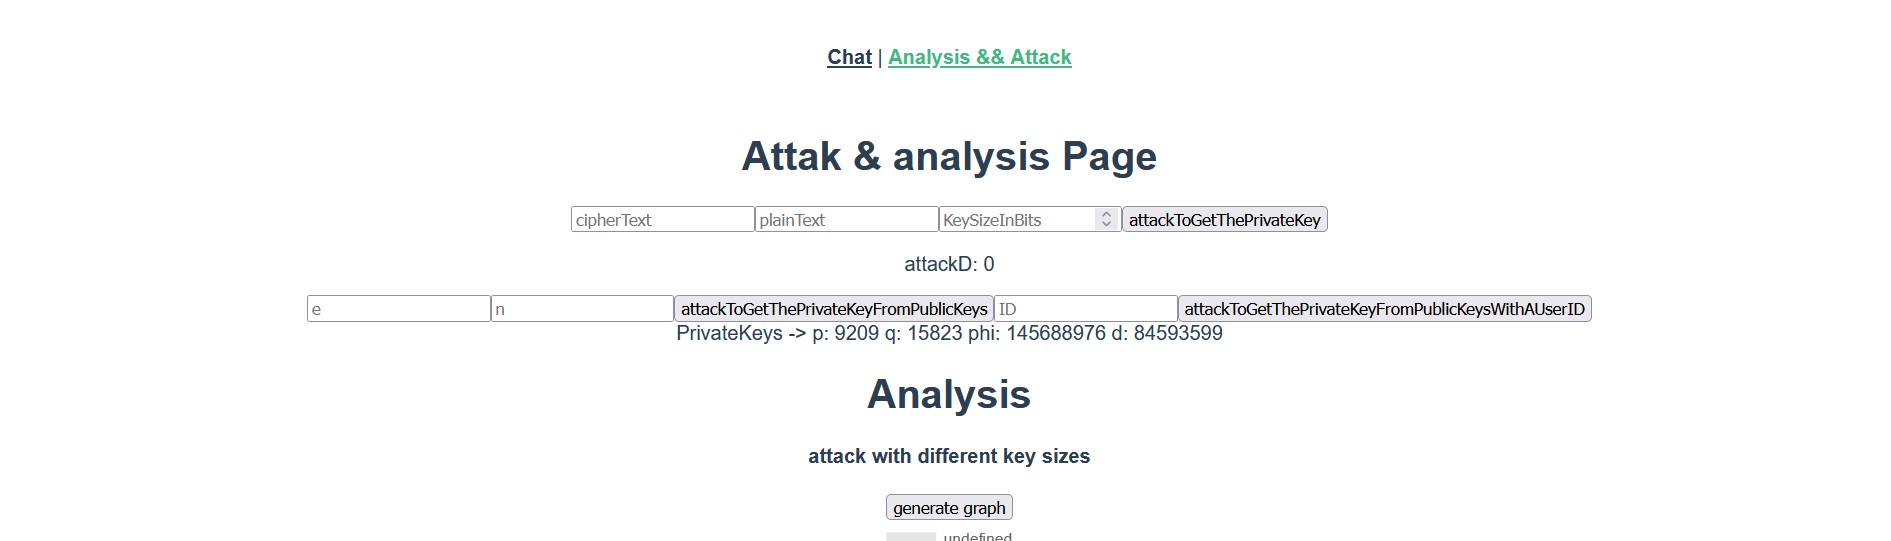 Chat | Analysis && Attack
Attak & analysis Page
cipherText plainText KeySizeInBits attackToGetThePrivateKey
attackD: 0
e n attackToGetThePrivateKeyFromPublicKeys ID attackToGetThePrivateKeyFromPublicKeysWithAUserID
PrivateKeys -> p: 9209 q: 15823 phi: 145688976 d: 84593599
Analysis
attack with different key sizes
generate graph
undefined